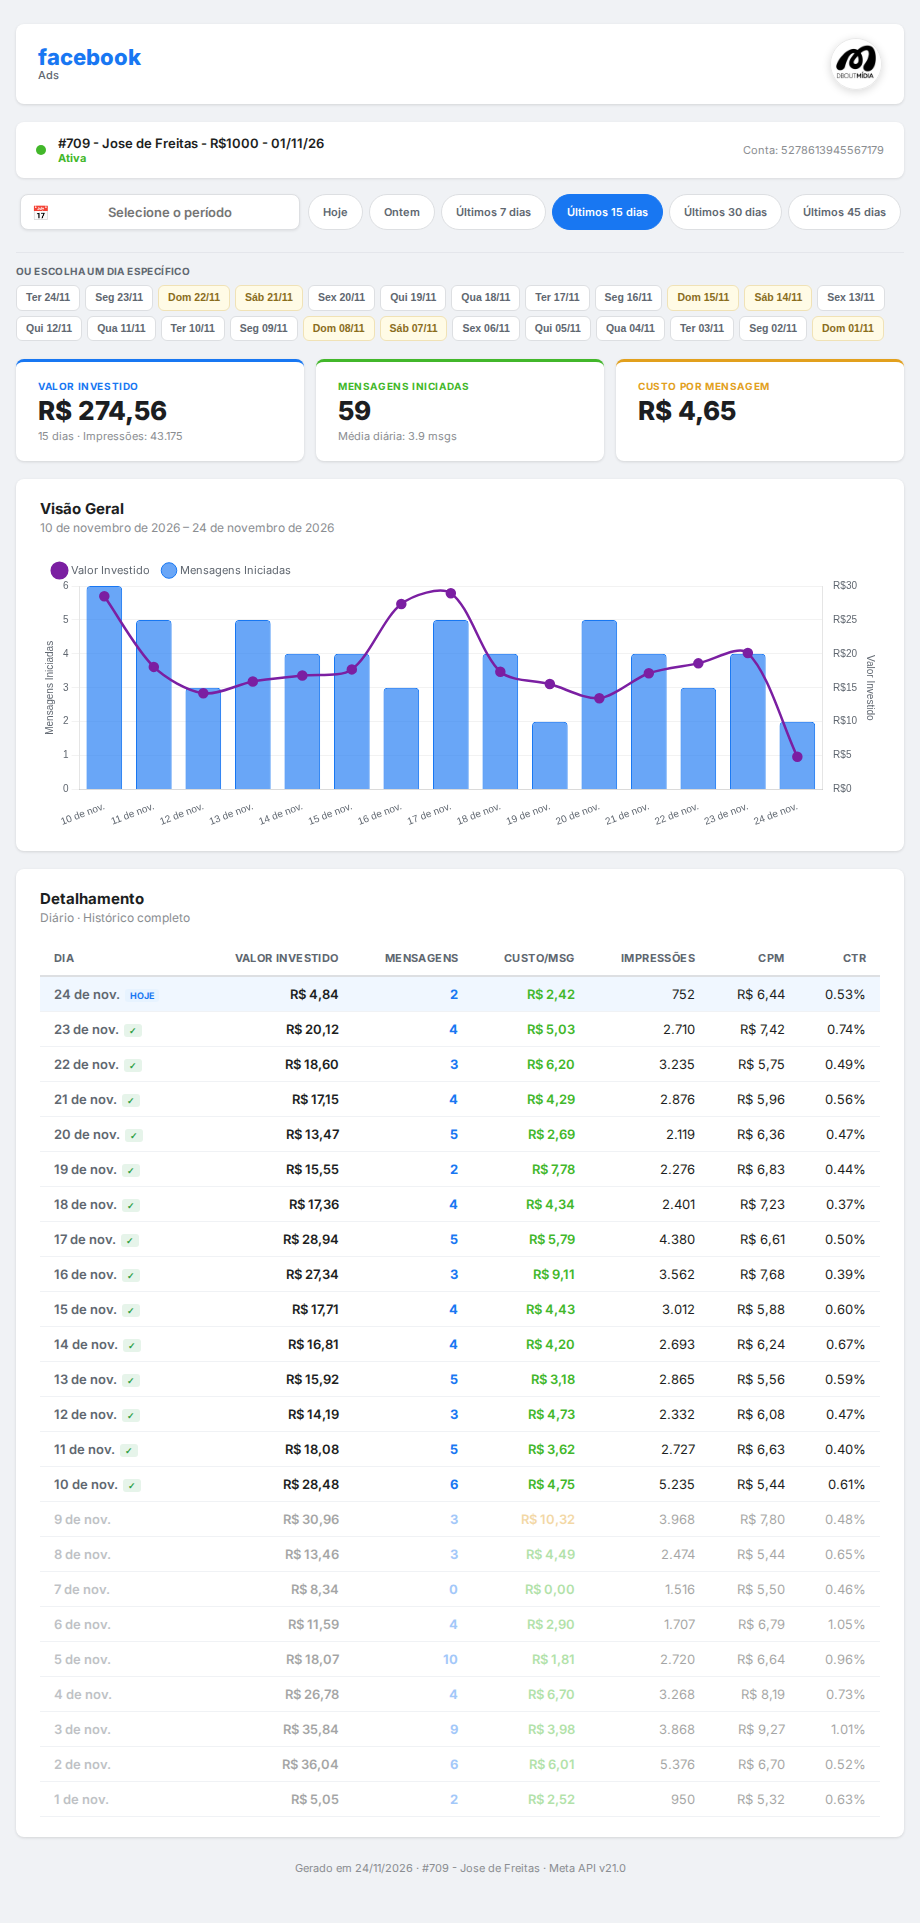 facebook
Ads
DBOUTMÍDIA
#709 - Jose de Freitas - R$1000 - 01/11/26
Ativa
Conta: 5278613945567179
Selecione o período
Hoje
Ontem
Últimos 7 dias
Últimos 15 dias
Últimos 30 dias
Últimos 45 dias
OU ESCOLHA UM DIA ESPECÍFICO
Ter 24/11 Seg 23/11 Dom 22/11 Sáb 21/11 Sex 20/11 Qui 19/11 Qua 18/11 Ter 17/11 Seg 16/11 Dom 15/11 Sáb 14/11 Sex 13/11
Qui 12/11 Qua 11/11 Ter 10/11 Seg 09/11 Dom 08/11 Sáb 07/11 Sex 06/11 Qui 05/11 Qua 04/11 Ter 03/11 Seg 02/11 Dom 01/11
VALOR INVESTIDO
R$ 274,56
15 dias · Impressões: 43.175
MENSAGENS INICIADAS
59
Média diária: 3.9 msgs
CUSTO POR MENSAGEM
R$ 4,65
Visão Geral
10 de novembro de 2026 – 24 de novembro de 2026
Valor Investido Mensagens Iniciadas
Mensagens Iniciadas
6
5
4
3
2
1
0
R$30
R$25
R$20
R$15
R$10
R$5
R$0
Valor Investido
10 de nov. 11 de nov. 12 de nov. 13 de nov. 14 de nov. 15 de nov. 16 de nov. 17 de nov. 18 de nov. 19 de nov. 20 de nov. 21 de nov. 22 de nov. 23 de nov. 24 de nov.
Detalhamento
Diário · Histórico completo
DIA VALOR INVESTIDO MENSAGENS CUSTO/MSG IMPRESSÕES CPM CTR
24 de nov. HOJE R$ 4,84 2 R$ 2,42 752 R$ 6,44 0.53%
23 de nov. ✓ R$ 20,12 4 R$ 5,03 2.710 R$ 7,42 0.74%
22 de nov. ✓ R$ 18,60 3 R$ 6,20 3.235 R$ 5,75 0.49%
21 de nov. ✓ R$ 17,15 4 R$ 4,29 2.876 R$ 5,96 0.56%
20 de nov. ✓ R$ 13,47 5 R$ 2,69 2.119 R$ 6,36 0.47%
19 de nov. ✓ R$ 15,55 2 R$ 7,78 2.276 R$ 6,83 0.44%
18 de nov. ✓ R$ 17,36 4 R$ 4,34 2.401 R$ 7,23 0.37%
17 de nov. ✓ R$ 28,94 5 R$ 5,79 4.380 R$ 6,61 0.50%
16 de nov. ✓ R$ 27,34 3 R$ 9,11 3.562 R$ 7,68 0.39%
15 de nov. ✓ R$ 17,71 4 R$ 4,43 3.012 R$ 5,88 0.60%
14 de nov. ✓ R$ 16,81 4 R$ 4,20 2.693 R$ 6,24 0.67%
13 de nov. ✓ R$ 15,92 5 R$ 3,18 2.865 R$ 5,56 0.59%
12 de nov. ✓ R$ 14,19 3 R$ 4,73 2.332 R$ 6,08 0.47%
11 de nov. ✓ R$ 18,08 5 R$ 3,62 2.727 R$ 6,63 0.40%
10 de nov. ✓ R$ 28,48 6 R$ 4,75 5.235 R$ 5,44 0.61%
9 de nov. R$ 30,96 3 R$ 10,32 3.968 R$ 7,80 0.48%
8 de nov. R$ 13,46 3 R$ 4,49 2.474 R$ 5,44 0.65%
7 de nov. R$ 8,34 0 R$ 0,00 1.516 R$ 5,50 0.46%
6 de nov. R$ 11,59 4 R$ 2,90 1.707 R$ 6,79 1.05%
5 de nov. R$ 18,07 10 R$ 1,81 2.720 R$ 6,64 0.96%
4 de nov. R$ 26,78 4 R$ 6,70 3.268 R$ 8,19 0.73%
3 de nov. R$ 35,84 9 R$ 3,98 3.868 R$ 9,27 1.01%
2 de nov. R$ 36,04 6 R$ 6,01 5.376 R$ 6,70 0.52%
1 de nov. R$ 5,05 2 R$ 2,52 950 R$ 5,32 0.63%
Gerado em 24/11/2026 · #709 - Jose de Freitas · Meta API v21.0